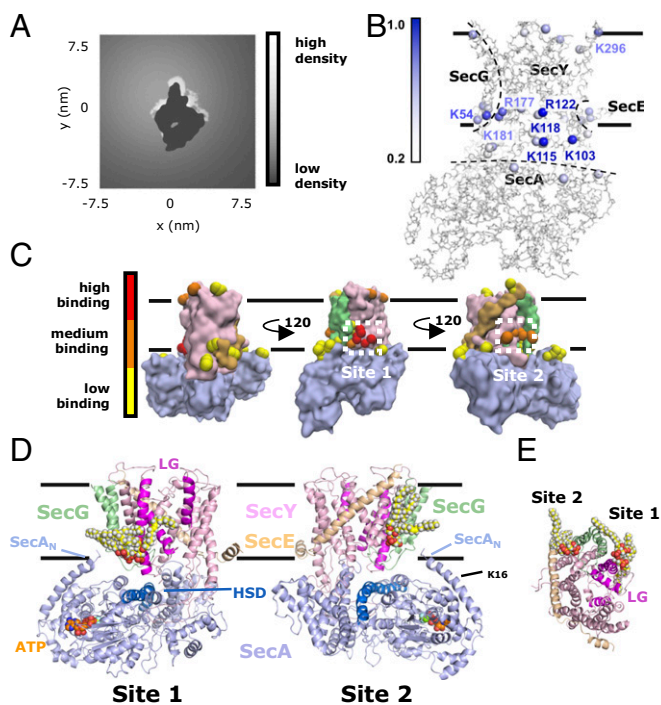 A
7.5
0
-7.5
y (nm)
-7.5
0
7.5
x (nm)
high
density
low
density
B
1.0
0.2
SecG
SecY
K296
SecE
K54
R177
R122
K118
K181
K115
K103
SecA
C
high
binding
medium
binding
low
binding
120
120
Site 1
Site 2
D
LG
SecG
SecY
SecG
SecE
SecA_N
SecA_N
K16
HSD
ATP
SecA
Site 1
Site 2
E
Site 2
Site 1
LG